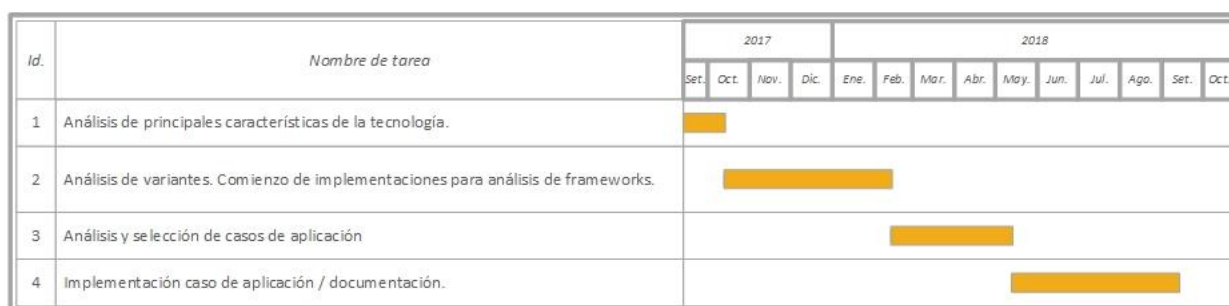 Id. Nombre de tarea 2017 2018
Set. Oct. Nov. Dic. Ene. Feb. Mar. Abr. May. Jun. Jul. Ago. Set. Oct.
1 Análisis de principales características de la tecnología.
2 Análisis de variantes. Comienzo de implementaciones para análisis de frameworks.
3 Análisis y selección de casos de aplicación
4 Implementación caso de aplicación / documentación.